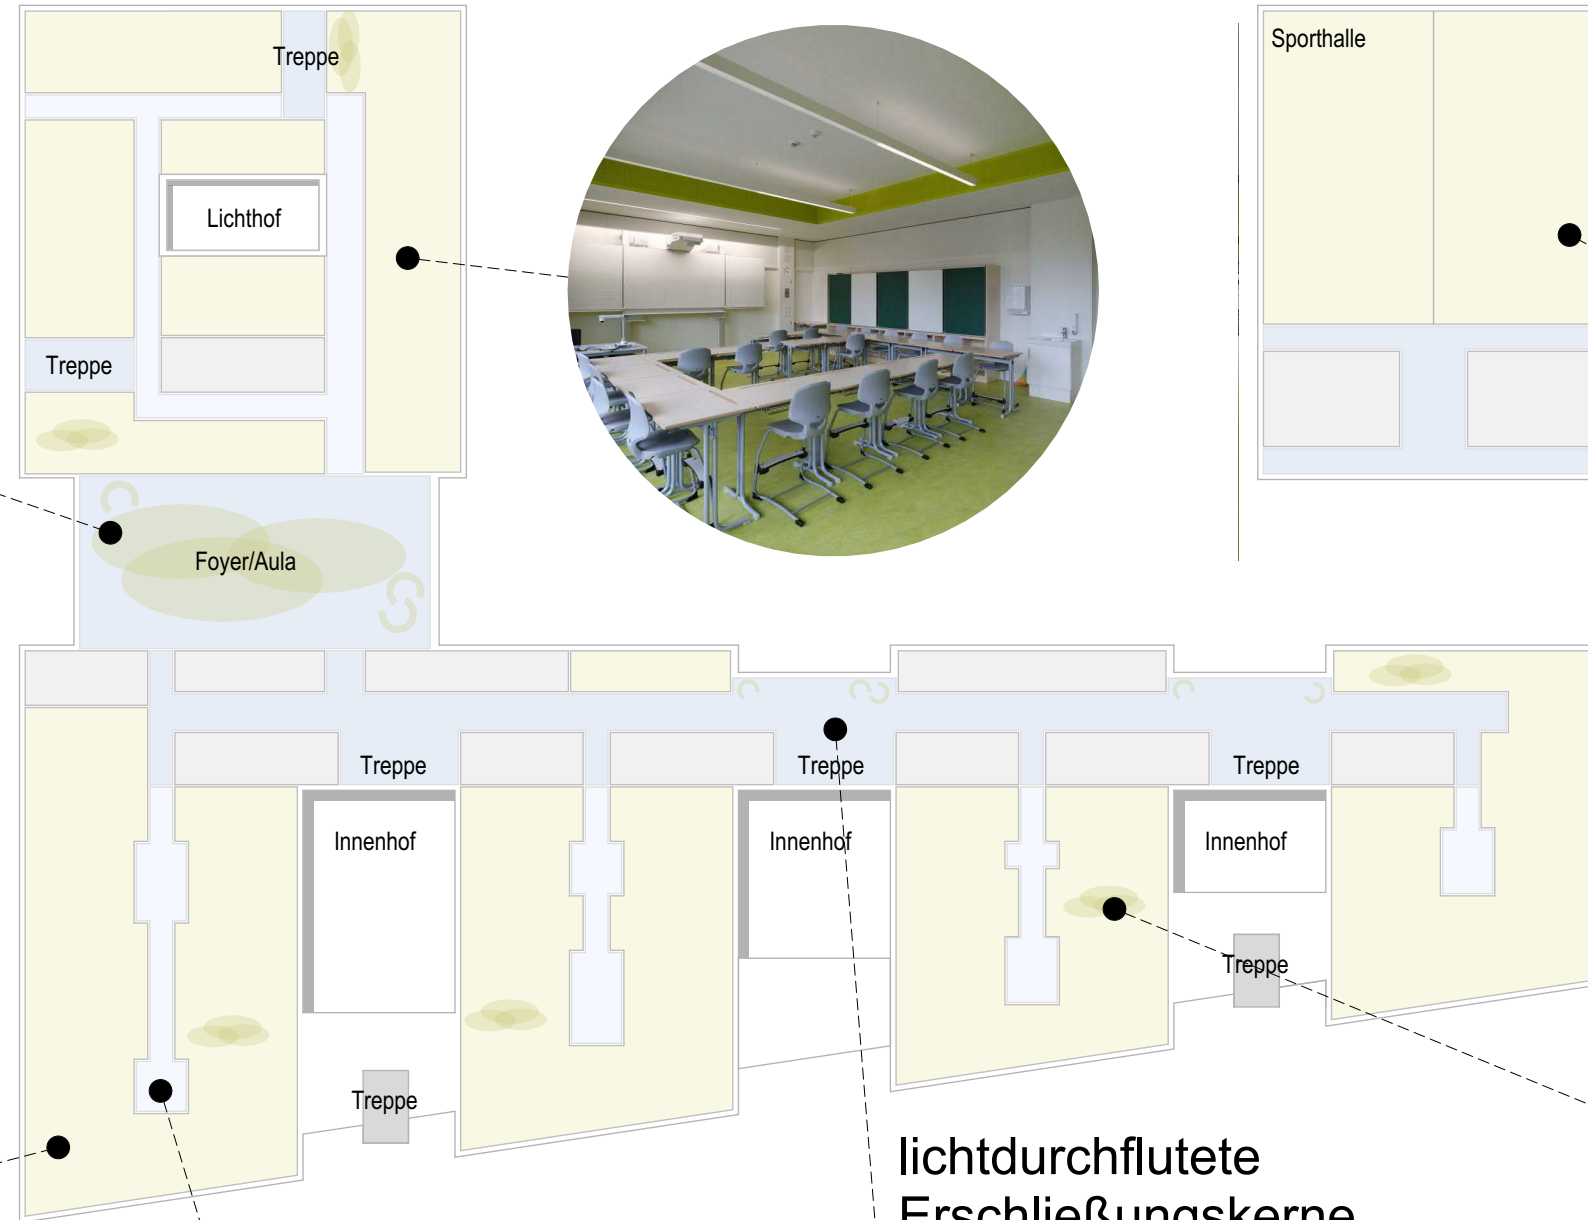 Treppe
Sporthalle
Lichthof
Treppe
Foyer/Aula
Treppe
Treppe
Treppe
Innenhof
Innenhof
Innenhof
Treppe
Treppe
lichtdurchflutete
Erschließungskerne